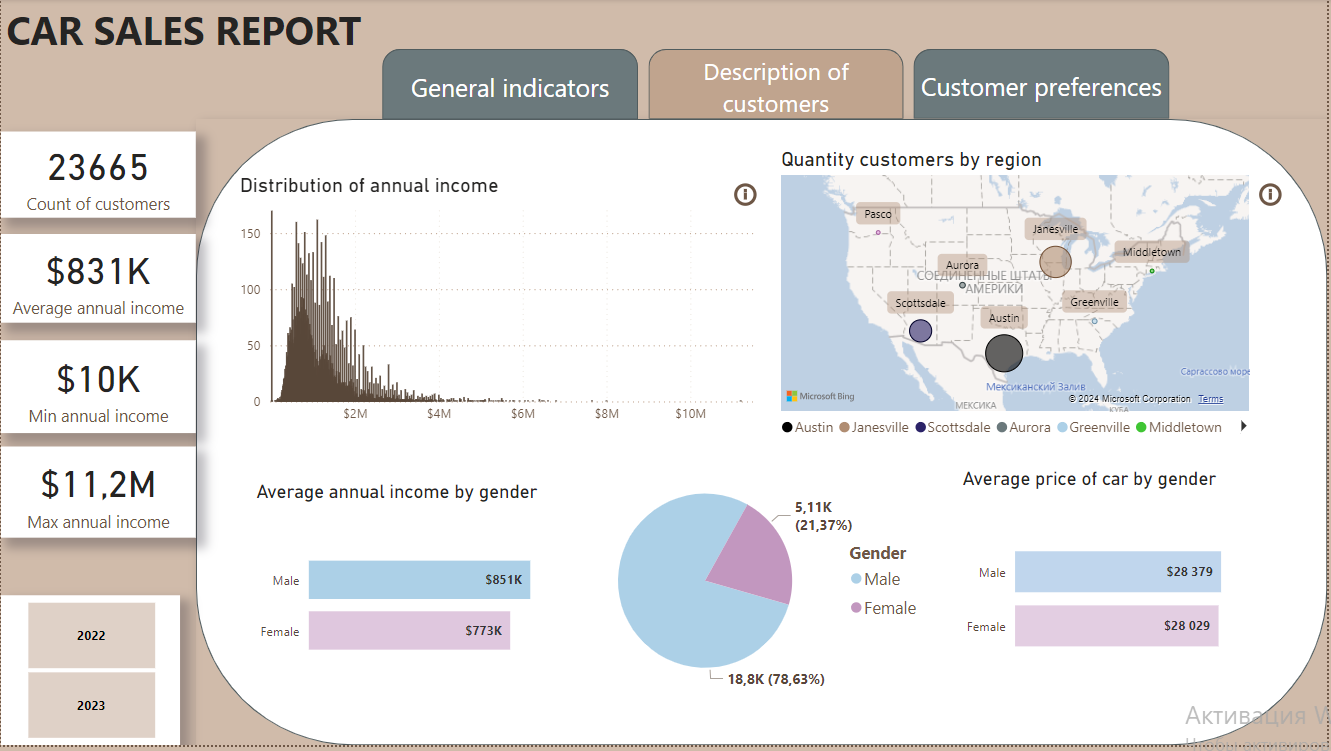 CAR SALES REPORT
General indicators
Description of
customers
Customer preferences
23665
Count of customers
$831K
Average annual income
$10K
Min annual income
$11,2M
Max annual income
2022
2023
Distribution of annual income
150
100
50
0
$2M
$4M
$6M
$8M
$10M
Quantity customers by region
Pasco
Janesville
Middletown
Aurora
СОЕДИНЕННЫЕ ШТАТЫ
АМЕРИКИ
Scottsdale
Greenville
Austin
Саргассово море
Мексиканский Залив
Microsoft Bing
МЕКСИКА
© 2024 Microsoft Corporation
Terms
КУБА
Austin
Janesville
Scottsdale
Aurora
Greenville
Middletown
Average annual income by gender
Male
$851K
Female
$773K
5,11K
(21,37%)
18,8K (78,63%)
Gender
Male
Female
Average price of car by gender
Male
$28 379
Female
$28 029
Активация